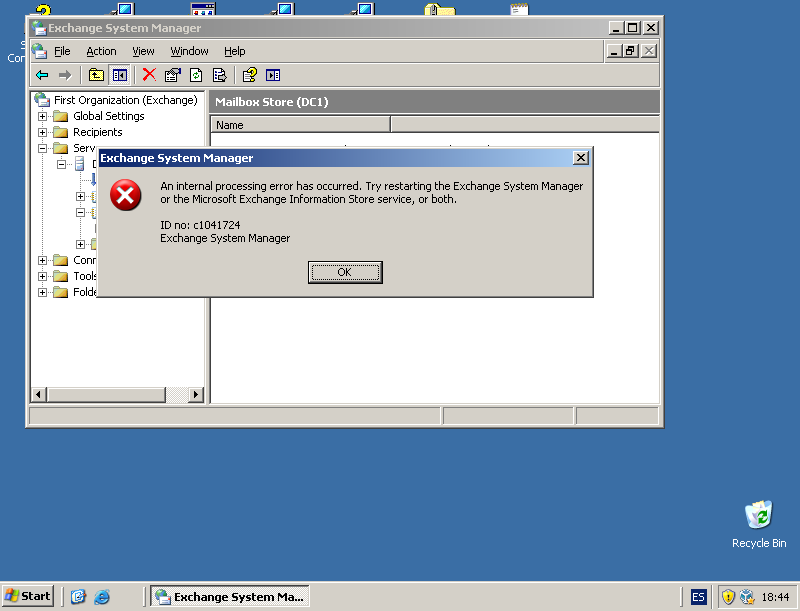 Exchange System Manager
File Action View Window Help
First Organization (Exchange)
Global Settings
Recipients
Serv
Conn
Tools
Folde
Mailbox Store (DC1)
Name
Exchange System Manager
An internal processing error has occurred. Try restarting the Exchange System Manager
or the Microsoft Exchange Information Store service, or both.
ID no: c1041724
Exchange System Manager
OK
Recycle Bin
Start
Exchange System Ma...
ES
18:44